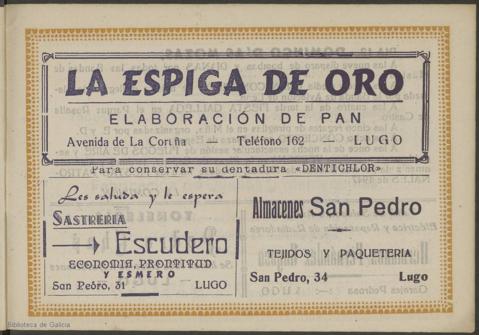 LA ESPIGA DE ORO
ELABORACIÓN DE PAN
Avenida de La Coruña — Teléfono 162 — LUGO
Para conservar su dentadura «DENTICHLOR»
Les saluda y le espera
SASTRERIA
Escudero
ECONOMIA, PRONTITUD
Y ESMERO
San Pedro, 31 LUGO
Almacenes San Pedro
TEJIDOS Y PAQUETERIA
San Pedro, 34 Lugo
Biblioteca de Galicia